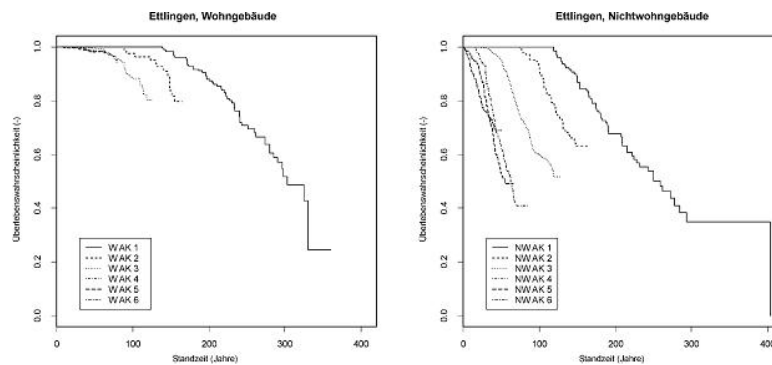 Ettlingen, Wohngebäude
Überlebenswahrscheinlichkeit (-)
1.0
0.8
0.6
0.4
0.2
0.0
WAK 1
WAK 2
WAK 3
WAK 4
WAK 5
WAK 6
0 100 200 300 400
Standzeit (Jahre)
Ettlingen, Nichtwohngebäude
Überlebenswahrscheinlichkeit (-)
1.0
0.8
0.6
0.4
0.2
0.0
NWAK 1
NWAK 2
NWAK 3
NWAK 4
NWAK 5
NWAK 6
0 100 200 300 400
Standzeit (Jahre)